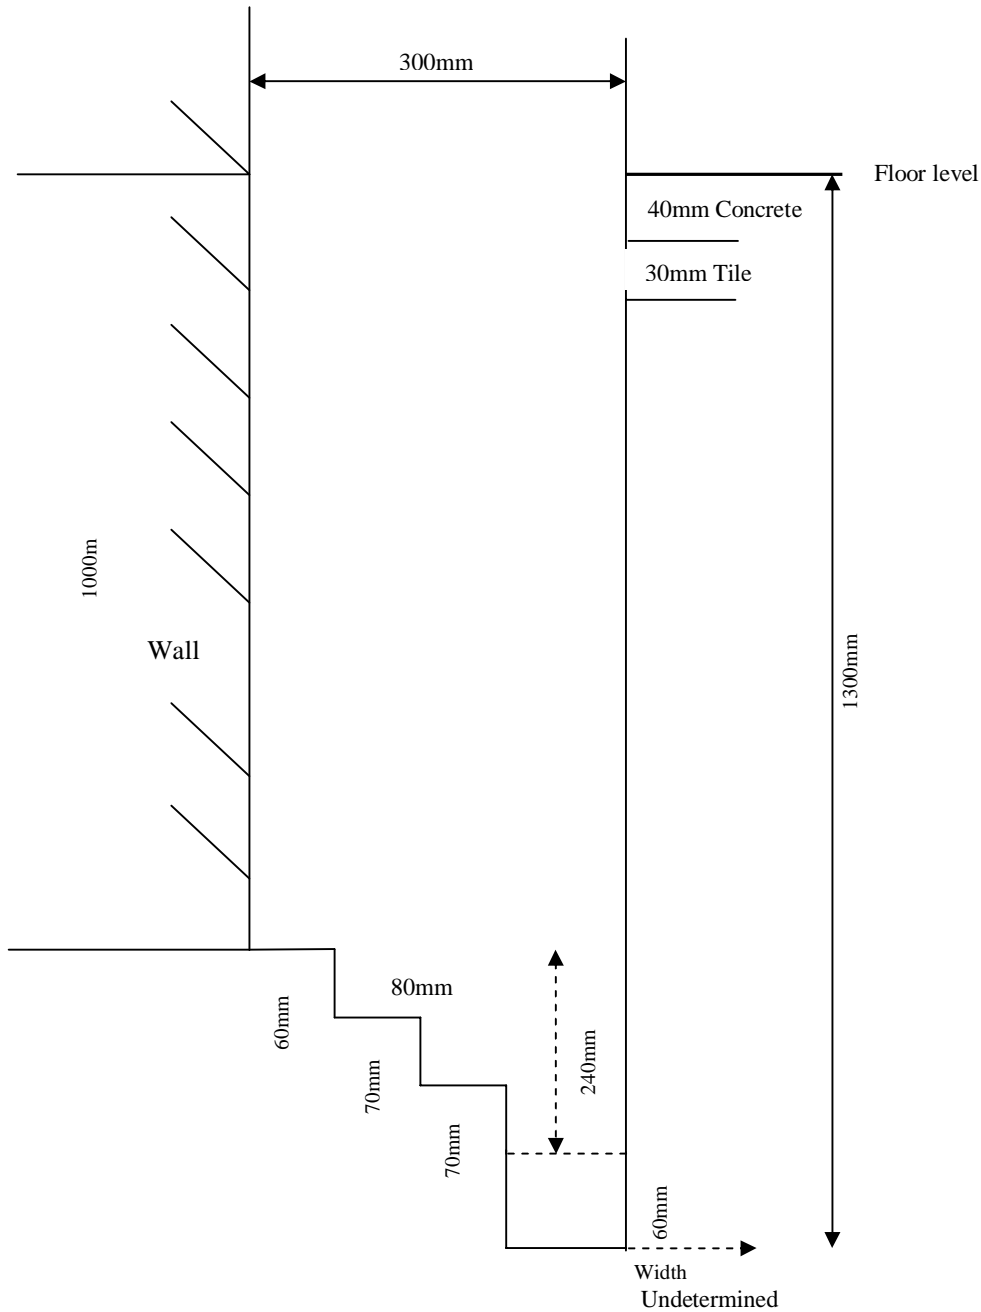 300mm
Floor level
40mm Concrete
30mm Tile
1000m
Wall
1300mm
80mm
60mm
240mm
70mm
70mm
60mm
Width
Undetermined